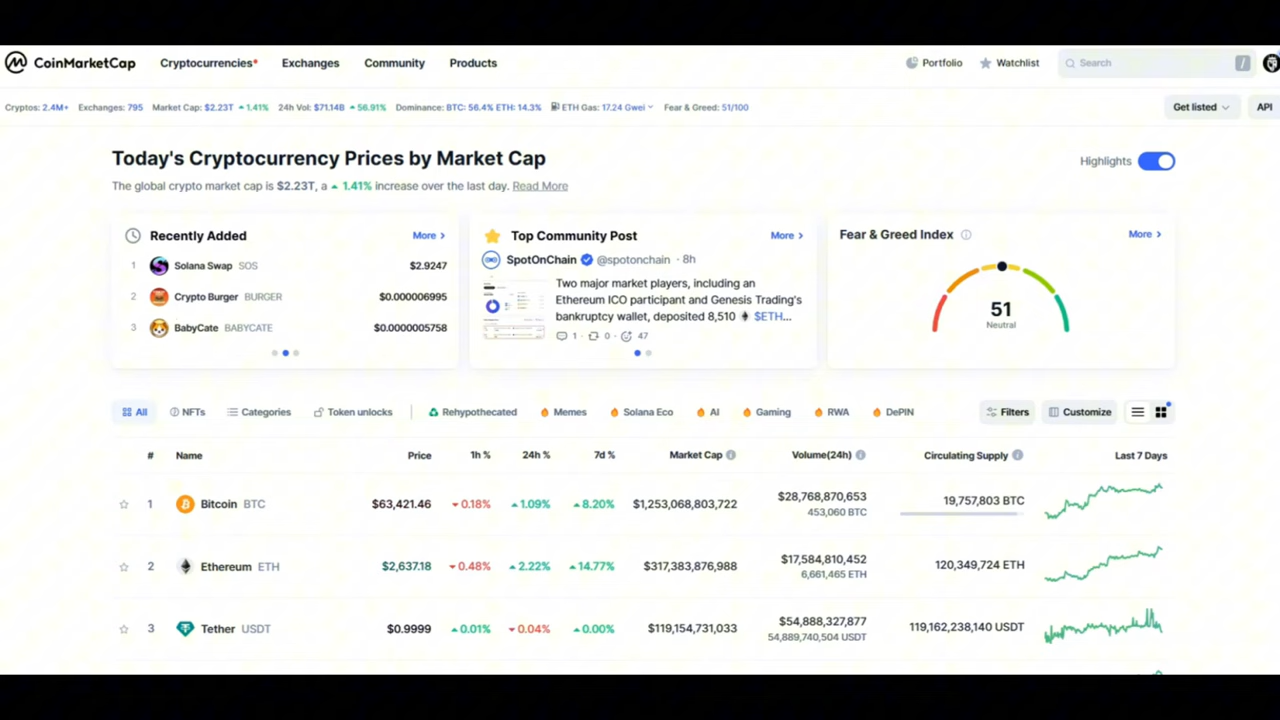 CoinMarketCap Cryptocurrencies Exchanges Community Products Portfolio Watchlist Search /
Cryptos: 2.4M+ Exchanges: 795 Market Cap: $2.23T 1.41% 24h Vol: $71.14B 56.91% Dominance: BTC: 56.4% ETH: 14.3% ETH Gas: 17.24 Gwei Fear & Greed: 51/100 Get listed API
Today's Cryptocurrency Prices by Market Cap Highlights
The global crypto market cap is $2.23T, a 1.41% increase over the last day. Read More
Recently Added More
1 Solana Swap SOS $2.9247
2 Crypto Burger BURGER $0.000006995
3 BabyCate BABYCATE $0.0000005758
Top Community Post More
SpotOnChain @spotonchain · 8h
Two major market players, including an
Ethereum ICO participant and Genesis Trading's
bankruptcy wallet, deposited 8,510 $ETH...
1 · 0 · 47
Fear & Greed Index More
51
Neutral
All NFTs Categories Token unlocks Rehypothecated Memes Solana Eco AI Gaming RWA DePIN Filters Customize
# Name Price 1h % 24h % 7d % Market Cap Volume(24h) Circulating Supply Last 7 Days
1 Bitcoin BTC $63,421.46 0.18% 1.09% 8.20% $1,253,068,803,722 $28,768,870,653 19,757,803 BTC
453,060 BTC
2 Ethereum ETH $2,637.18 0.48% 2.22% 14.77% $317,383,876,988 $17,584,810,452 120,349,724 ETH
6,661,465 ETH
3 Tether USDT $0.9999 0.01% 0.04% 0.00% $119,154,731,033 $54,888,327,877 119,162,238,140 USDT
54,889,740,504 USDT